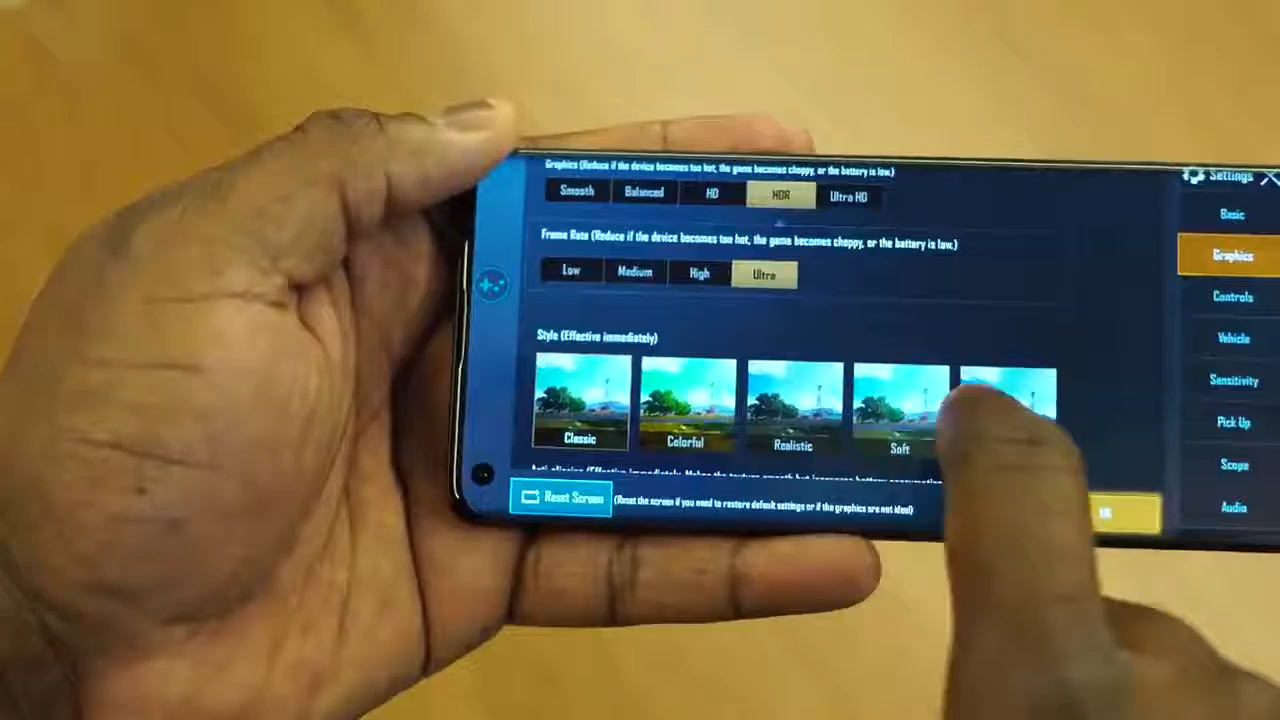 Graphics (Reduce if the device becomes too hot, the game becomes choppy, or the battery is low.)
Smooth Balanced HD HDR Ultra HD
Frame Rate (Reduce if the device becomes too hot, the game becomes choppy, or the battery is low.)
Low Medium High Ultra
Style (Effective immediately)
Classic Colorful Realistic Soft
Reset Screen (Reset the screen if you need to restore default settings or if the graphics are not ideal)
Settings
Basic
Graphics
Controls
Vehicle
Sensitivity
Pick Up
Scope
Audio